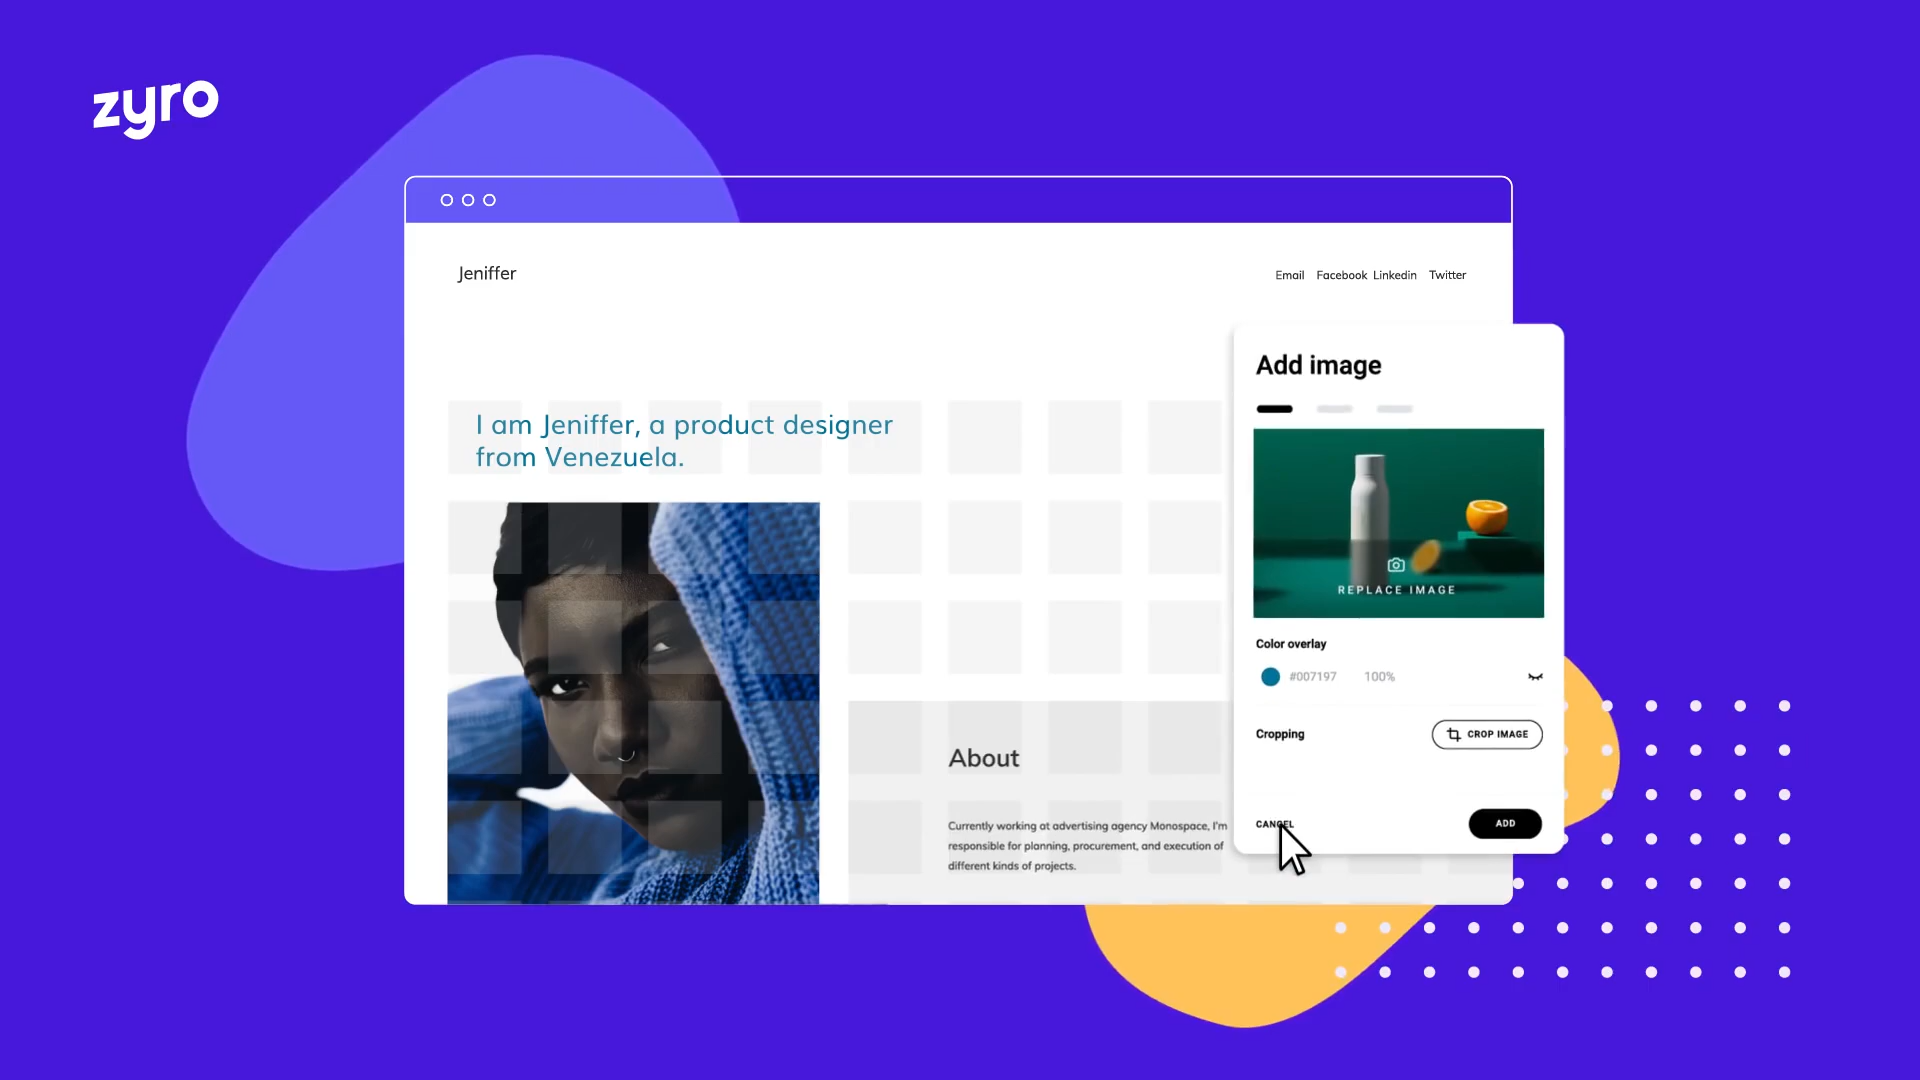 zyro
Jeniffer
Email Facebook Linkedin Twitter
I am Jeniffer, a product designer
from Venezuela.
About
Currently working at advertising agency Monospace, I'm
responsible for planning, procurement, and execution of
different kinds of projects.
Add image
REPLACE IMAGE
Color overlay
#007197 100%
Cropping
CROP IMAGE
CANCEL
ADD